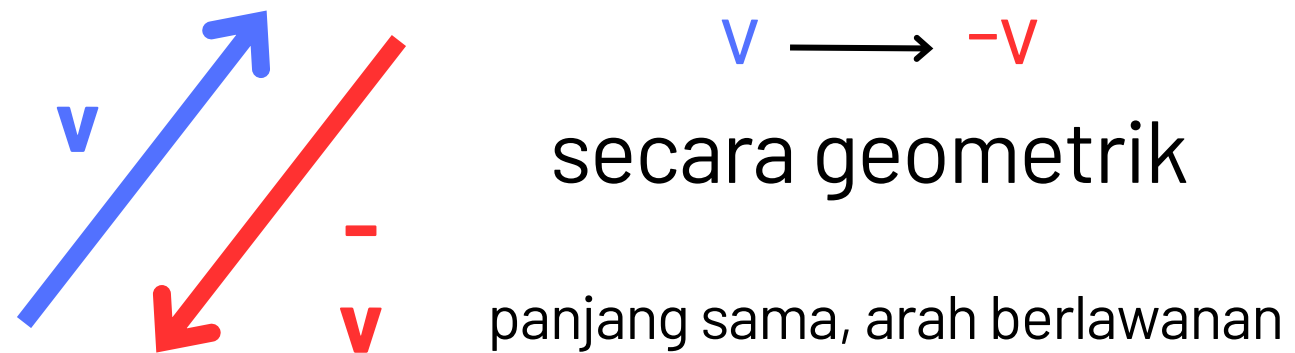 v
–
v
V → –V
secara geometrik
panjang sama, arah berlawanan